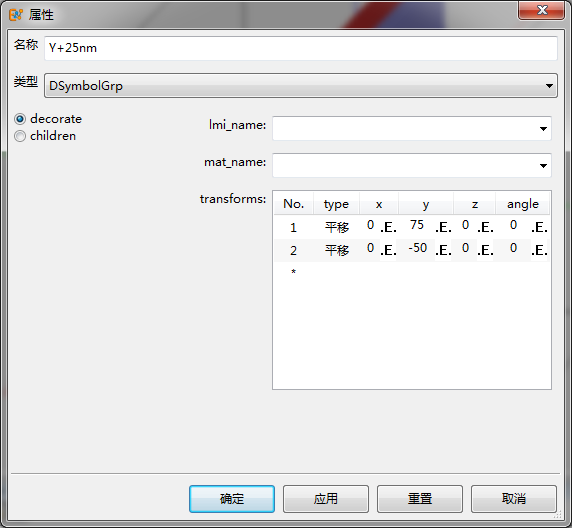 属性
名称 Y+25nm
类型 DSymbolGrp
decorate
children
lmi_name:
mat_name:
transforms:
No. type x y z angle
1 平移 0 .E. 75 .E. 0 .E. 0 .E.
2 平移 0 .E. -50 .E. 0 .E. 0 .E.
*
确定 应用 重置 取消